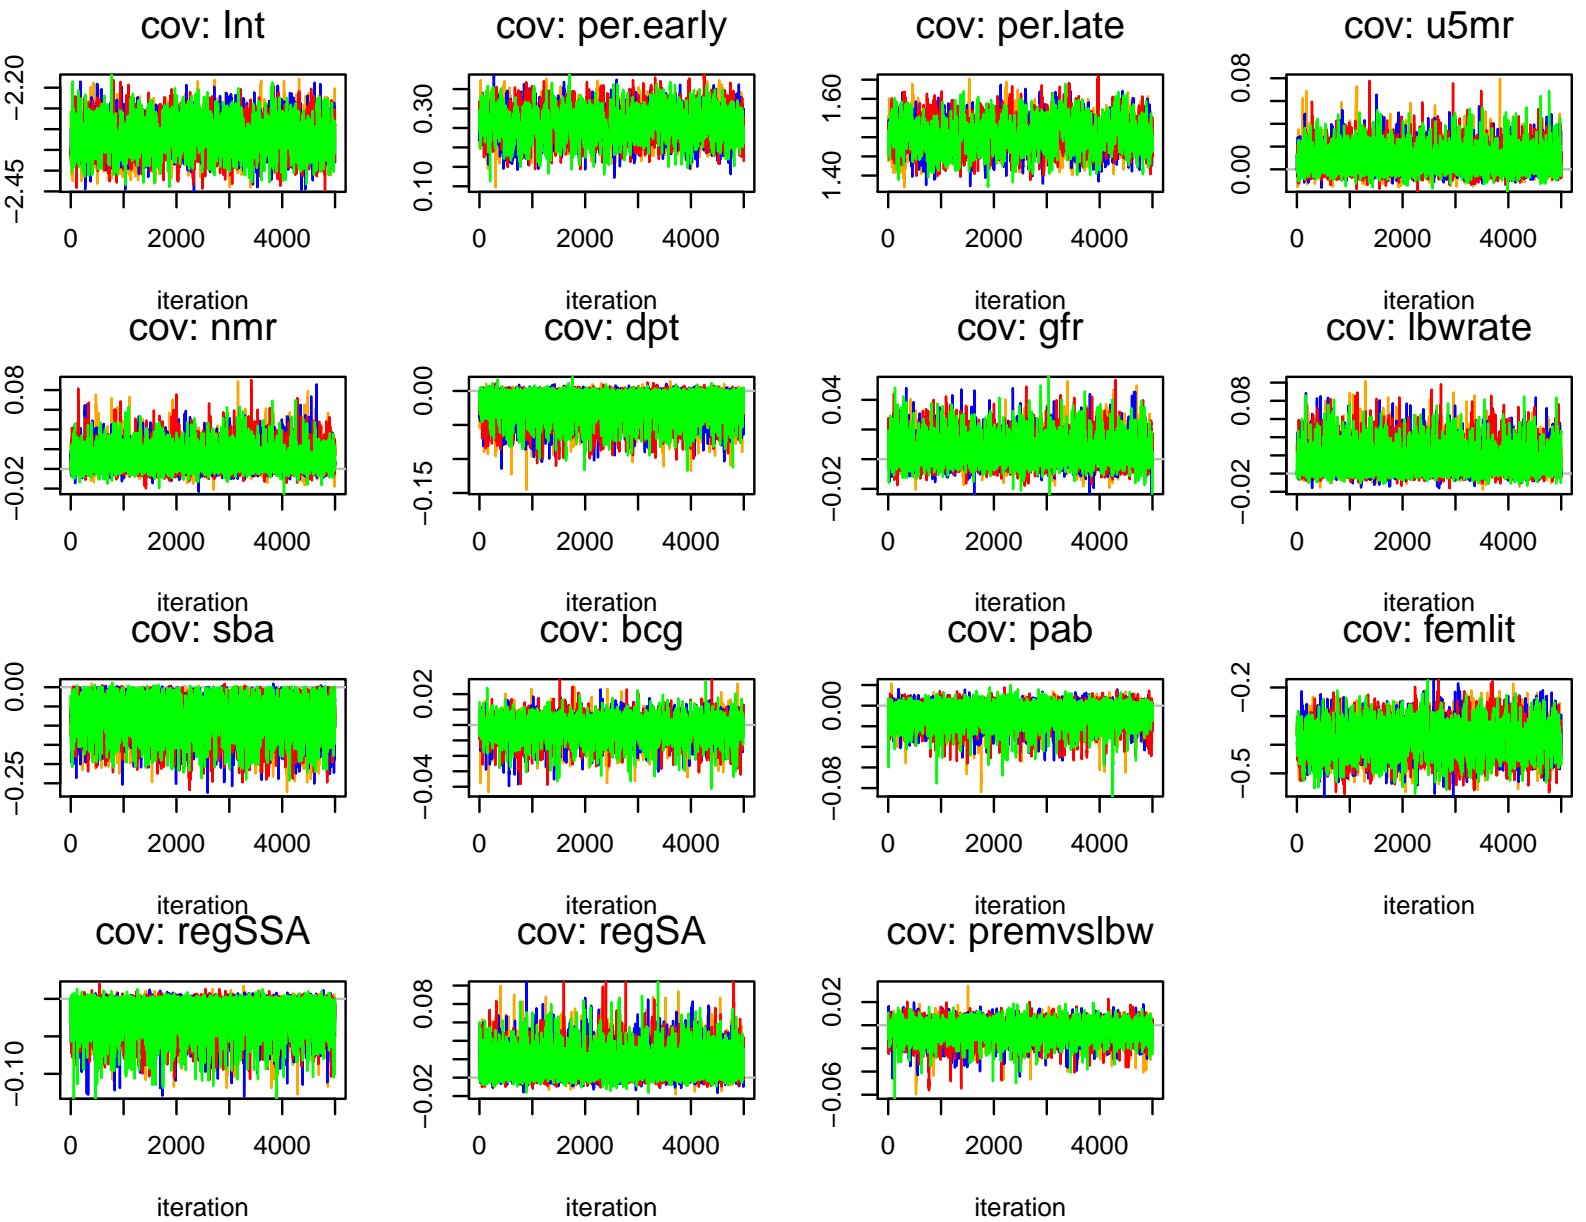 cov: Int
cov: per.early
cov: per.late
cov: u5mr
−2.20
−2.45
0 2000 4000
iteration
0.30
0.10
0 2000 4000
iteration
1.60
1.40
0 2000 4000
iteration
0.08
0.00
0 2000 4000
iteration
cov: nmr
cov: dpt
cov: gfr
cov: lbwrate
0.08
−0.02
0 2000 4000
iteration
0.00
−0.15
0 2000 4000
iteration
0.04
−0.02
0 2000 4000
iteration
0.08
−0.02
0 2000 4000
iteration
cov: sba
cov: bcg
cov: pab
cov: femlit
0.00
−0.25
0 2000 4000
iteration
0.02
−0.04
0 2000 4000
iteration
0.00
−0.08
0 2000 4000
iteration
−0.2
−0.5
0 2000 4000
iteration
cov: regSSA
cov: regSA
cov: premvslbw
−0.10
0 2000 4000
iteration
0.08
−0.02
0 2000 4000
iteration
0.02
−0.06
0 2000 4000
iteration